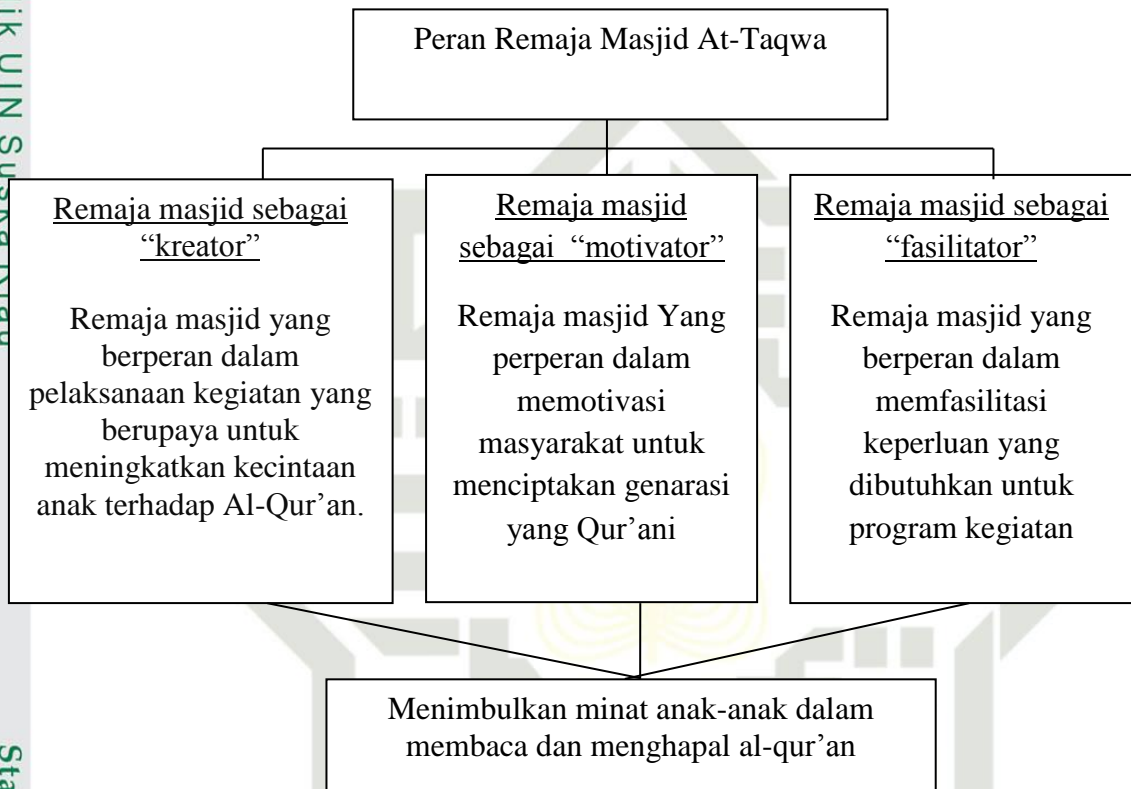 Peran Remaja Masjid At-Taqwa
Remaja masjid sebagai
“kreator”
Remaja masjid yang
berperan dalam
pelaksanaan kegiatan yang
berupaya untuk
meningkatkan kecintaan
anak terhadap Al-Qur’an.
Remaja masjid
sebagai “motivator”
Remaja masjid Yang
perperan dalam
memotivasi
masyarakat untuk
menciptakan genarasi
yang Qur’ani
Remaja masjid sebagai
“fasilitator”
Remaja masjid yang
berperan dalam
memfasilitasi
keperluan yang
dibutuhkan untuk
program kegiatan
Menimbulkan minat anak-anak dalam
membaca dan menghapal al-qur’an
UIN Suska Riau